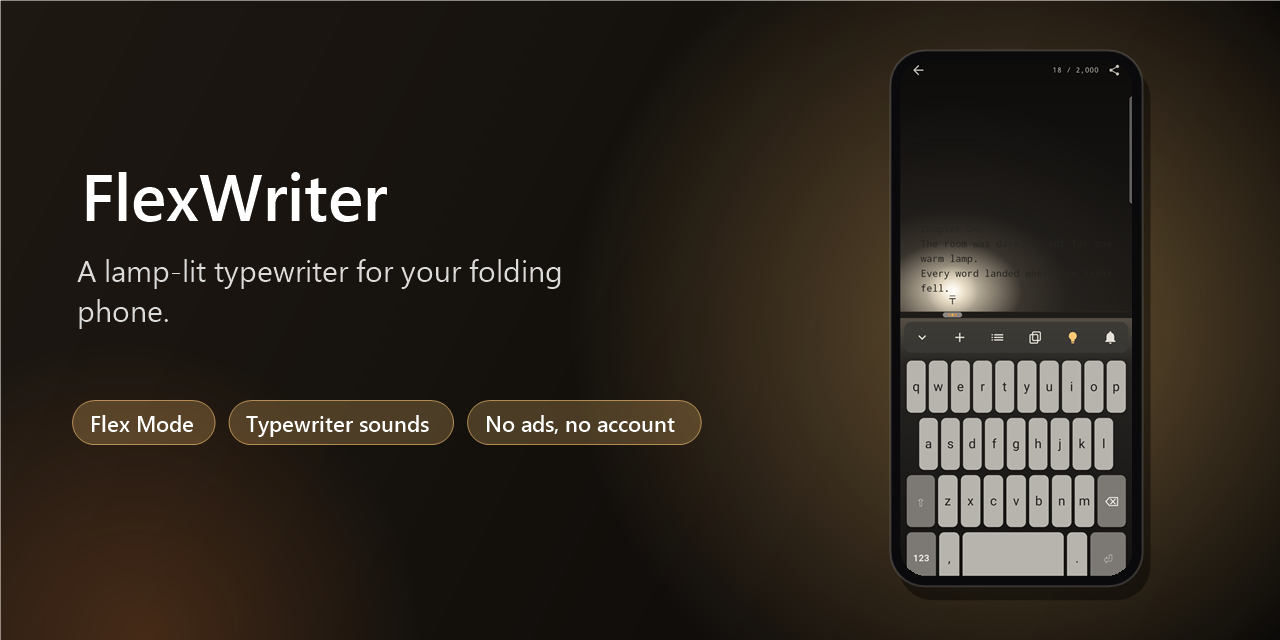 FlexWriter
A lamp-lit typewriter for your folding
phone.
Flex Mode
Typewriter sounds
No ads, no account
18 / 2,000
The room was
warm lamp.
Every word landed
fell.
q w e r t y u i o p
a s d f g h j k l
z x c v b n m
123 , .